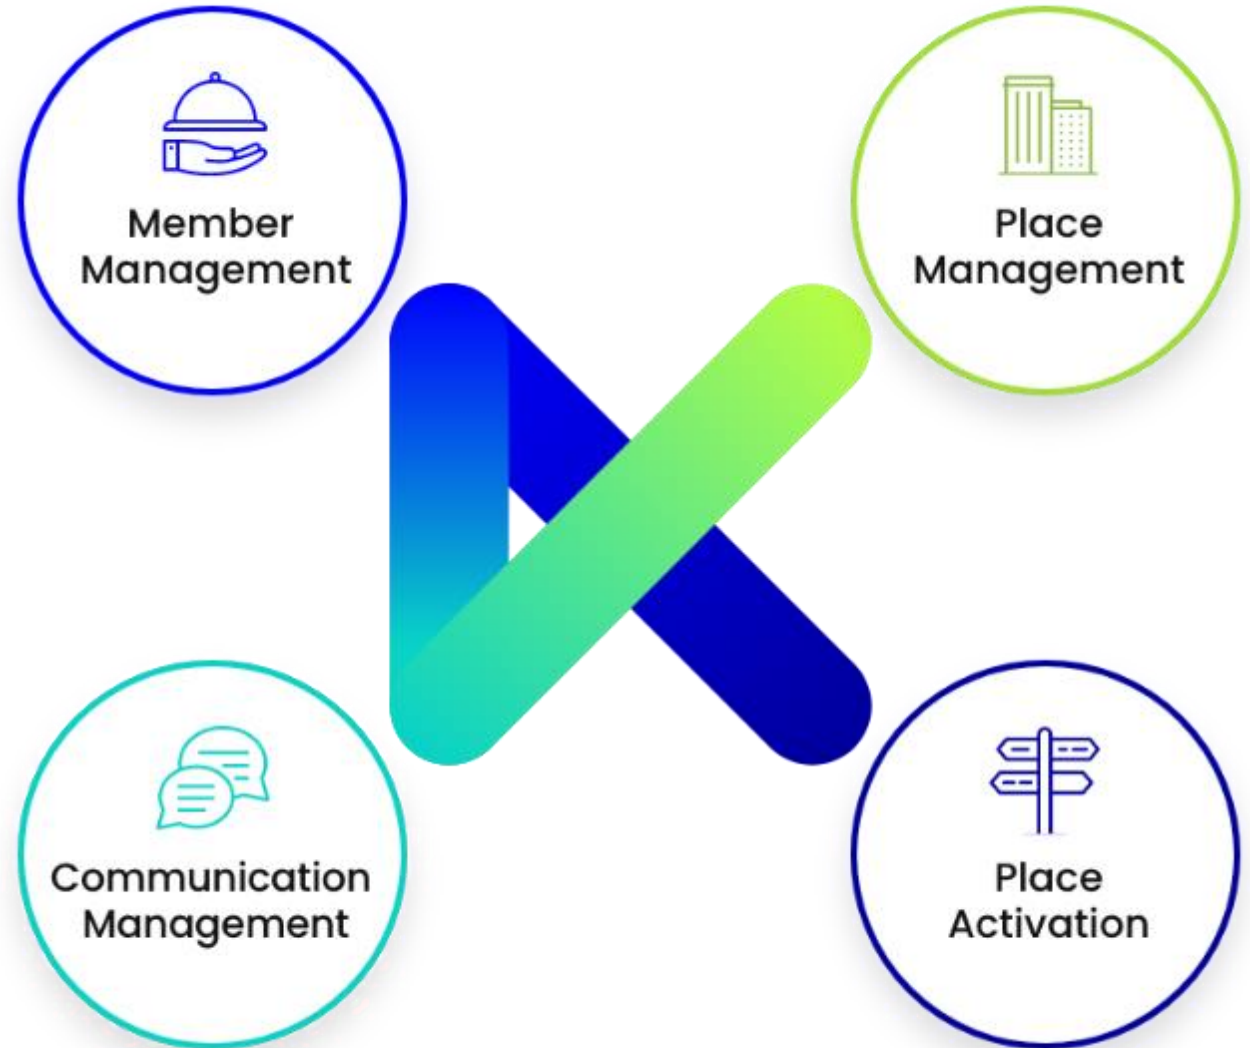 Member
Management
Place
Management
Communication
Management
Place
Activation